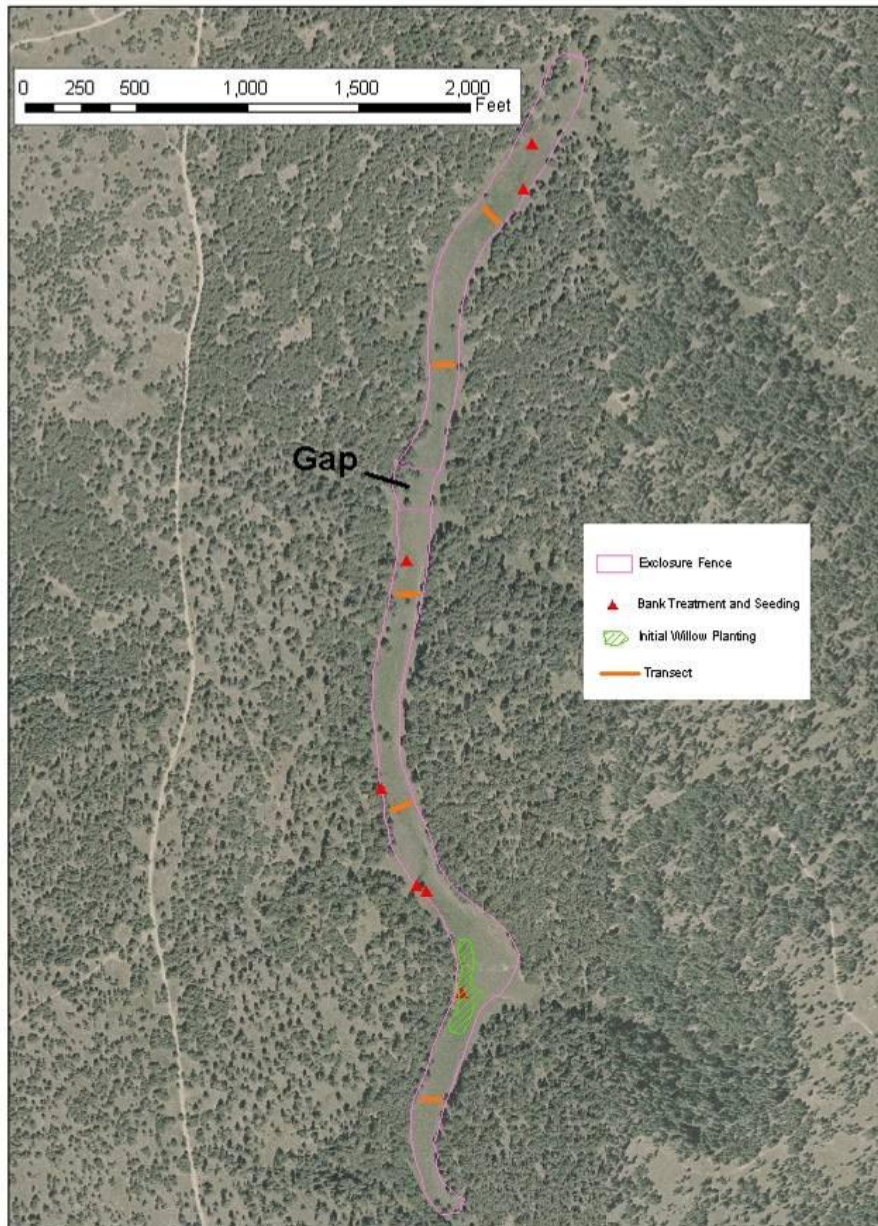 0 250 500 1,000 1,500 2,000
Feet
Gap
Exclosure Fence
Bank Treatment and Seeding
Initial Willow Planting
Transect